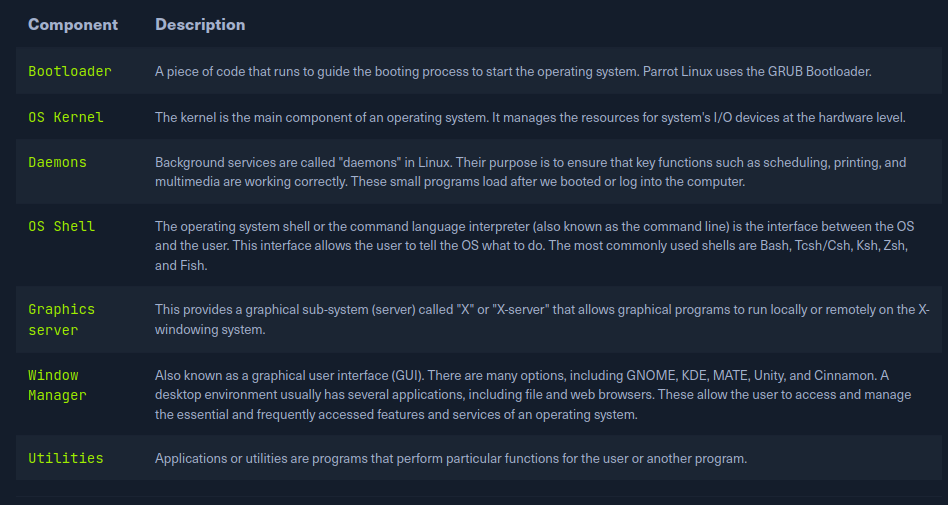 Component Description
Bootloader A piece of code that runs to guide the booting process to start the operating system. Parrot Linux uses the GRUB Bootloader.
OS Kernel The kernel is the main component of an operating system. It manages the resources for system's I/O devices at the hardware level.
Daemons Background services are called "daemons" in Linux. Their purpose is to ensure that key functions such as scheduling, printing, and
multimedia are working correctly. These small programs load after we booted or log into the computer.
OS Shell The operating system shell or the command language interpreter (also known as the command line) is the interface between the OS
and the user. This interface allows the user to tell the OS what to do. The most commonly used shells are Bash, Tcsh/Csh, Ksh, Zsh,
and Fish.
Graphics This provides a graphical sub-system (server) called "X" or "X-server" that allows graphical programs to run locally or remotely on the X-
server windowing system.
Window Also known as a graphical user interface (GUI). There are many options, including GNOME, KDE, MATE, Unity, and Cinnamon. A
Manager desktop environment usually has several applications, including file and web browsers. These allow the user to access and manage
the essential and frequently accessed features and services of an operating system.
Utilities Applications or utilities are programs that perform particular functions for the user or another program.